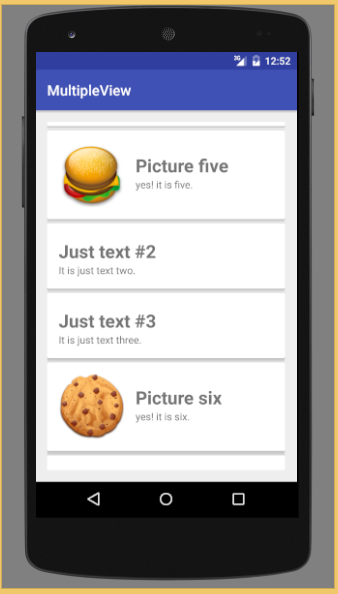 3G 12:52
MultipleView
Picture five
yes! it is five.
Just text #2
It is just text two.
Just text #3
It is just text three.
Picture six
yes! it is six.